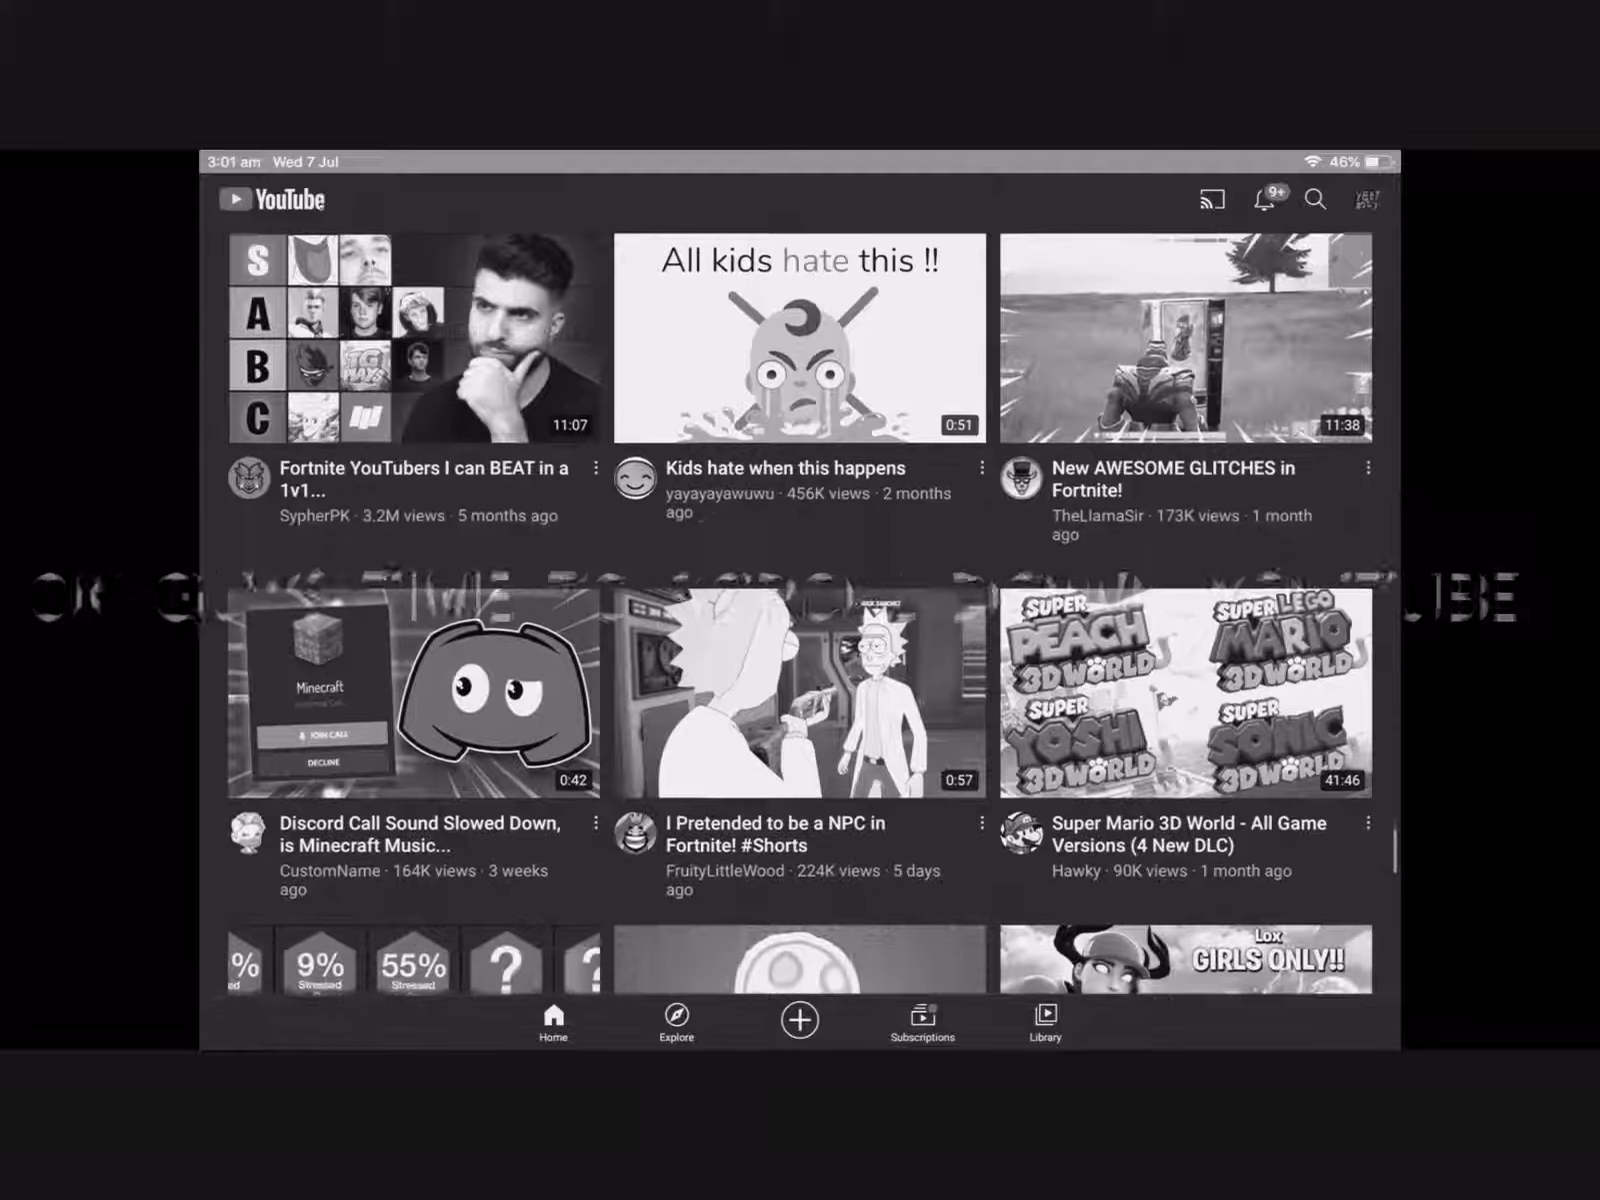 3:01 am Wed 7 Jul
46%
YouTube
9+
S
A
B
C
11:07
All kids hate this !!
0:51
11:38
Fortnite YouTubers I can BEAT in a
1v1...
SypherPK · 3.2M views · 5 months ago
Kids hate when this happens
yayayayawuwu · 456K views · 2 months
ago
New AWESOME GLITCHES in
Fortnite!
TheLlamaSir · 173K views · 1 month
ago
Minecraft
JOIN CALL
DECLINE
0:42
0:57
SUPER
PEACH
3D WORLD
SUPER LEGO
MARIO
3D WORLD
SUPER
YOSHI
3D WORLD
SUPER
SONIC
3D WORLD
41:46
Discord Call Sound Slowed Down,
is Minecraft Music...
CustomName · 164K views · 3 weeks
ago
I Pretended to be a NPC in
Fortnite! #Shorts
FruityLittleWood · 224K views · 5 days
ago
Super Mario 3D World - All Game
Versions (4 New DLC)
Hawky · 90K views · 1 month ago
%
9%
Stressed
55%
Stressed
?
?
Lox
GIRLS ONLY!!
Home
Explore
Subscriptions
Library